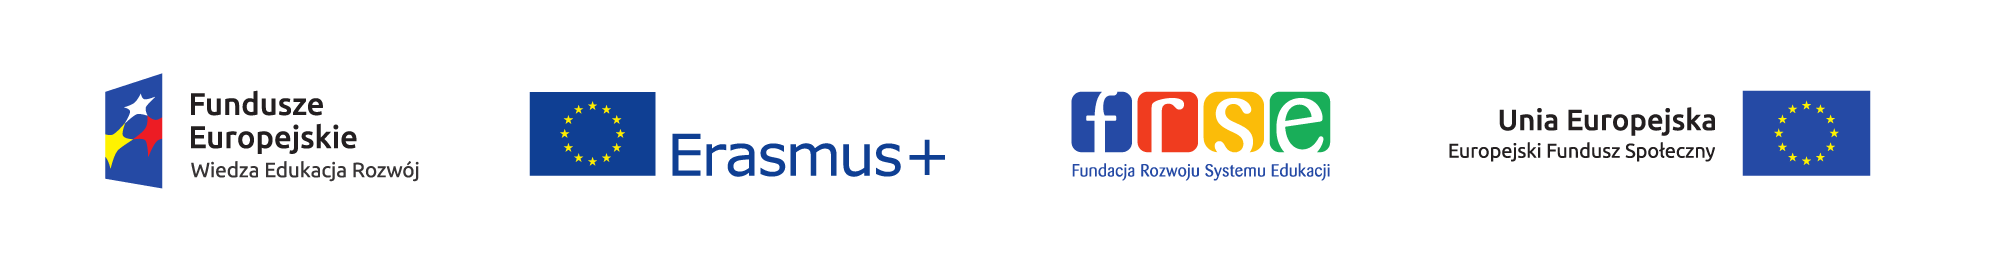 Fundusze
Europejskie
Wiedza Edukacja Rozwój
Erasmus+
frse
Fundacja Rozwoju Systemu Edukacji
Unia Europejska
Europejski Fundusz Społeczny